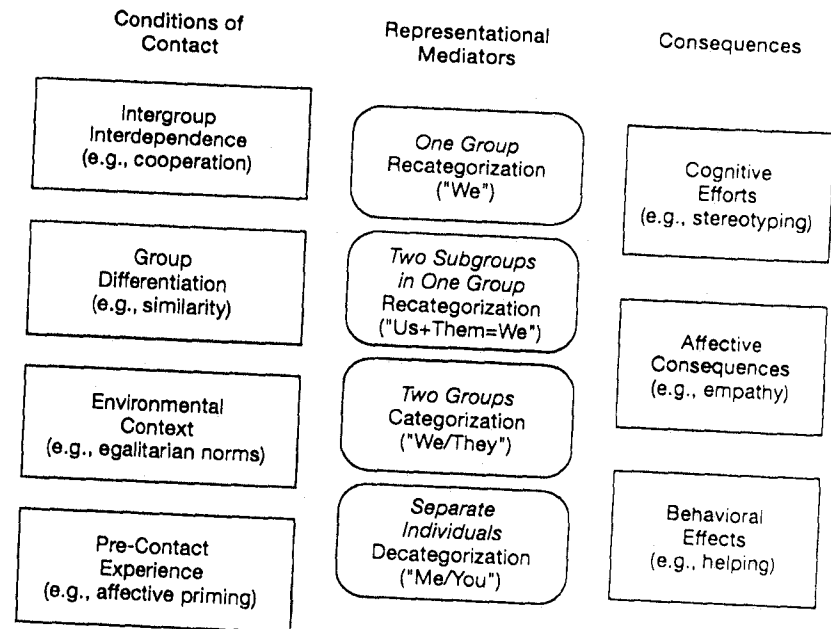 Conditions of
Contact
Intergroup
Interdependence
(e.g., cooperation)
Group
Differentiation
(e.g., similarity)
Environmental
Context
(e.g., egalitarian norms)
Pre-Contact
Experience
(e.g., affective priming)
Representational
Mediators
One Group
Recategorization
("We")
Two Subgroups
in One Group
Recategorization
("Us+Them=We")
Two Groups
Categorization
("We/They")
Separate
Individuals
Decategorization
("Me/You")
Consequences
Cognitive
Efforts
(e.g., stereotyping)
Affective
Consequences
(e.g., empathy)
Behavioral
Effects
(e.g., helping)